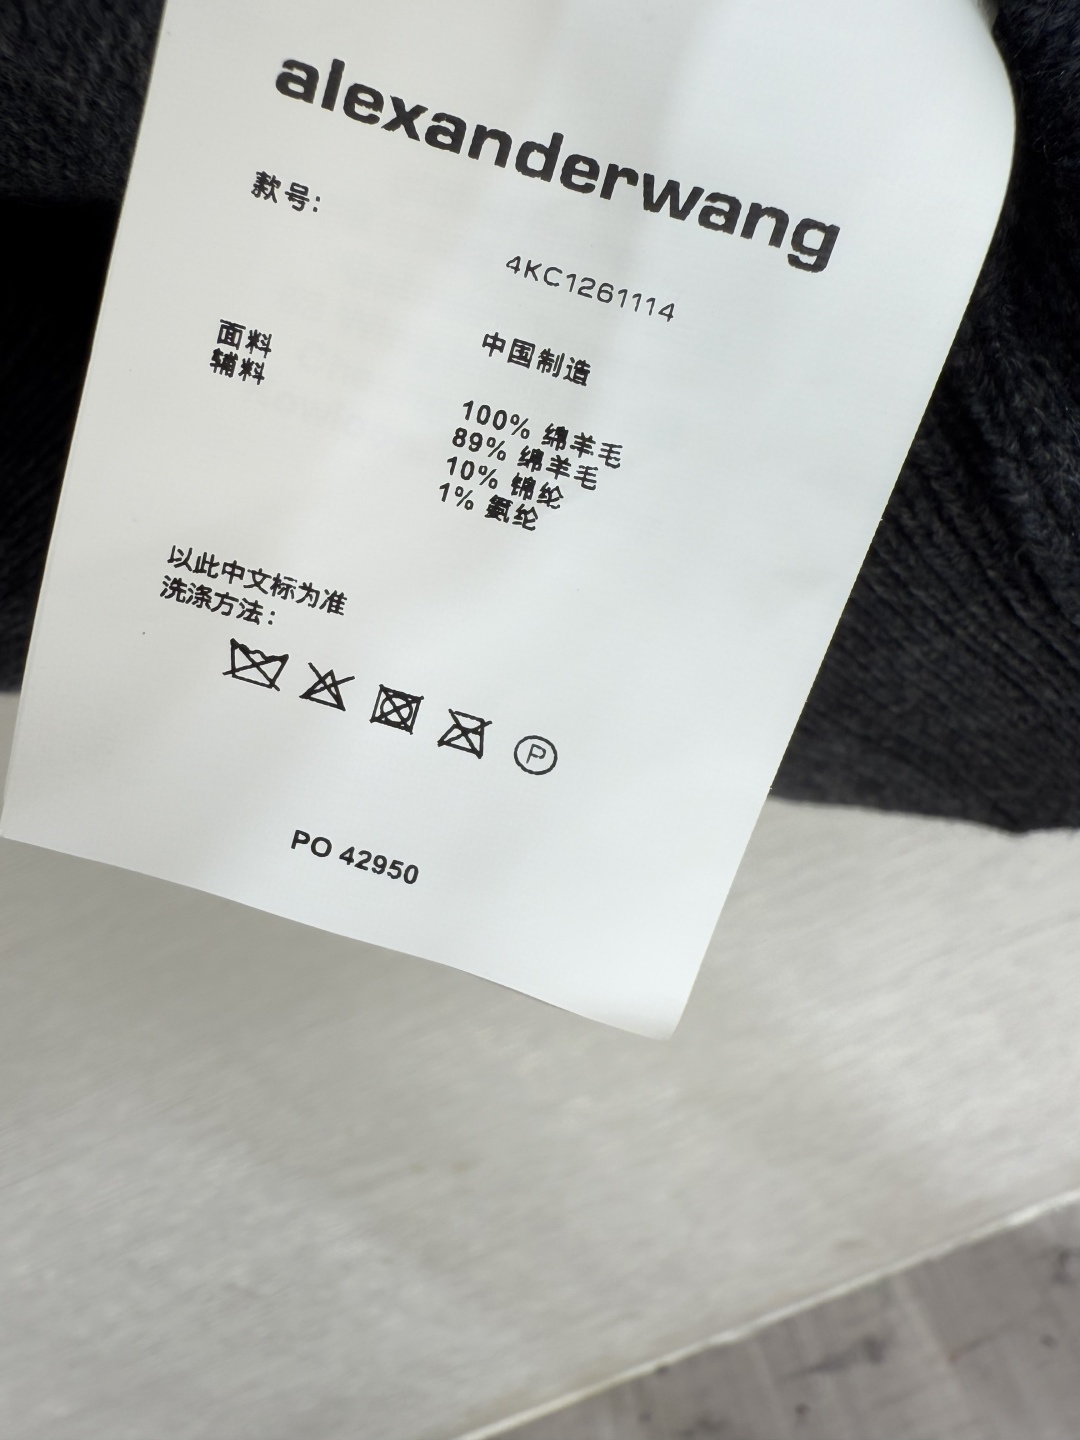 alexanderwang
款号:
4KC1261114
中国制造
面料
辅料
100% 绵羊毛
89% 绵羊毛
10% 锦纶
1% 氨纶
以此中文标为准
洗涤方法:
P
PO 42950